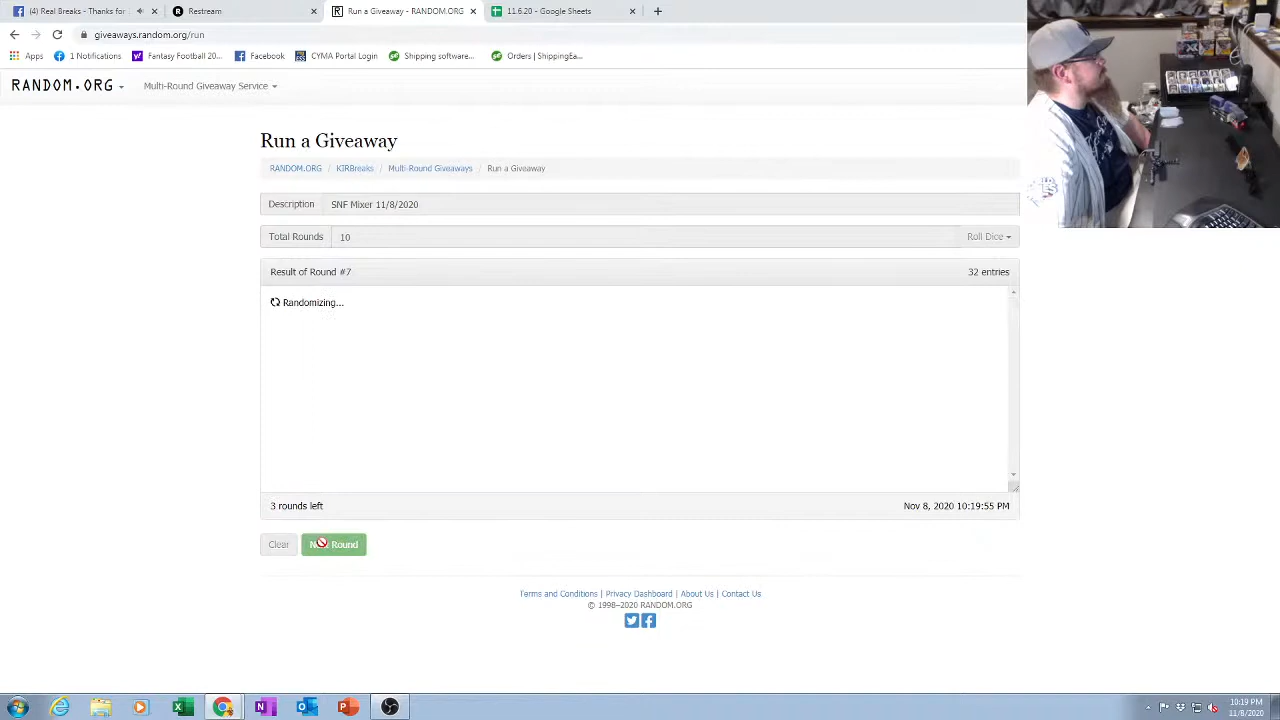 (4) Real Breaks - Thanks for
Restream
Run a Giveaway - RANDOM.ORG
11.6.20 - Google Sheets
giveaways.random.org/run
Apps
1 Notifications
Fantasy Football 20...
Facebook
CYMA Portal Login
Shipping software...
Orders | ShippingEa...
RANDOM.ORG
Multi-Round Giveaway Service
Run a Giveaway
RANDOM.ORG / KJRBreaks / Multi-Round Giveaways / Run a Giveaway
Description SNF Mixer 11/8/2020
Total Rounds 10 Roll Dice
Result of Round #7 32 entries
Randomizing...
3 rounds left Nov 8, 2020 10:19:55 PM
Clear Round
Terms and Conditions | Privacy Dashboard | About Us | Contact Us
© 1998–2020 RANDOM.ORG
10:19 PM
11/8/2020